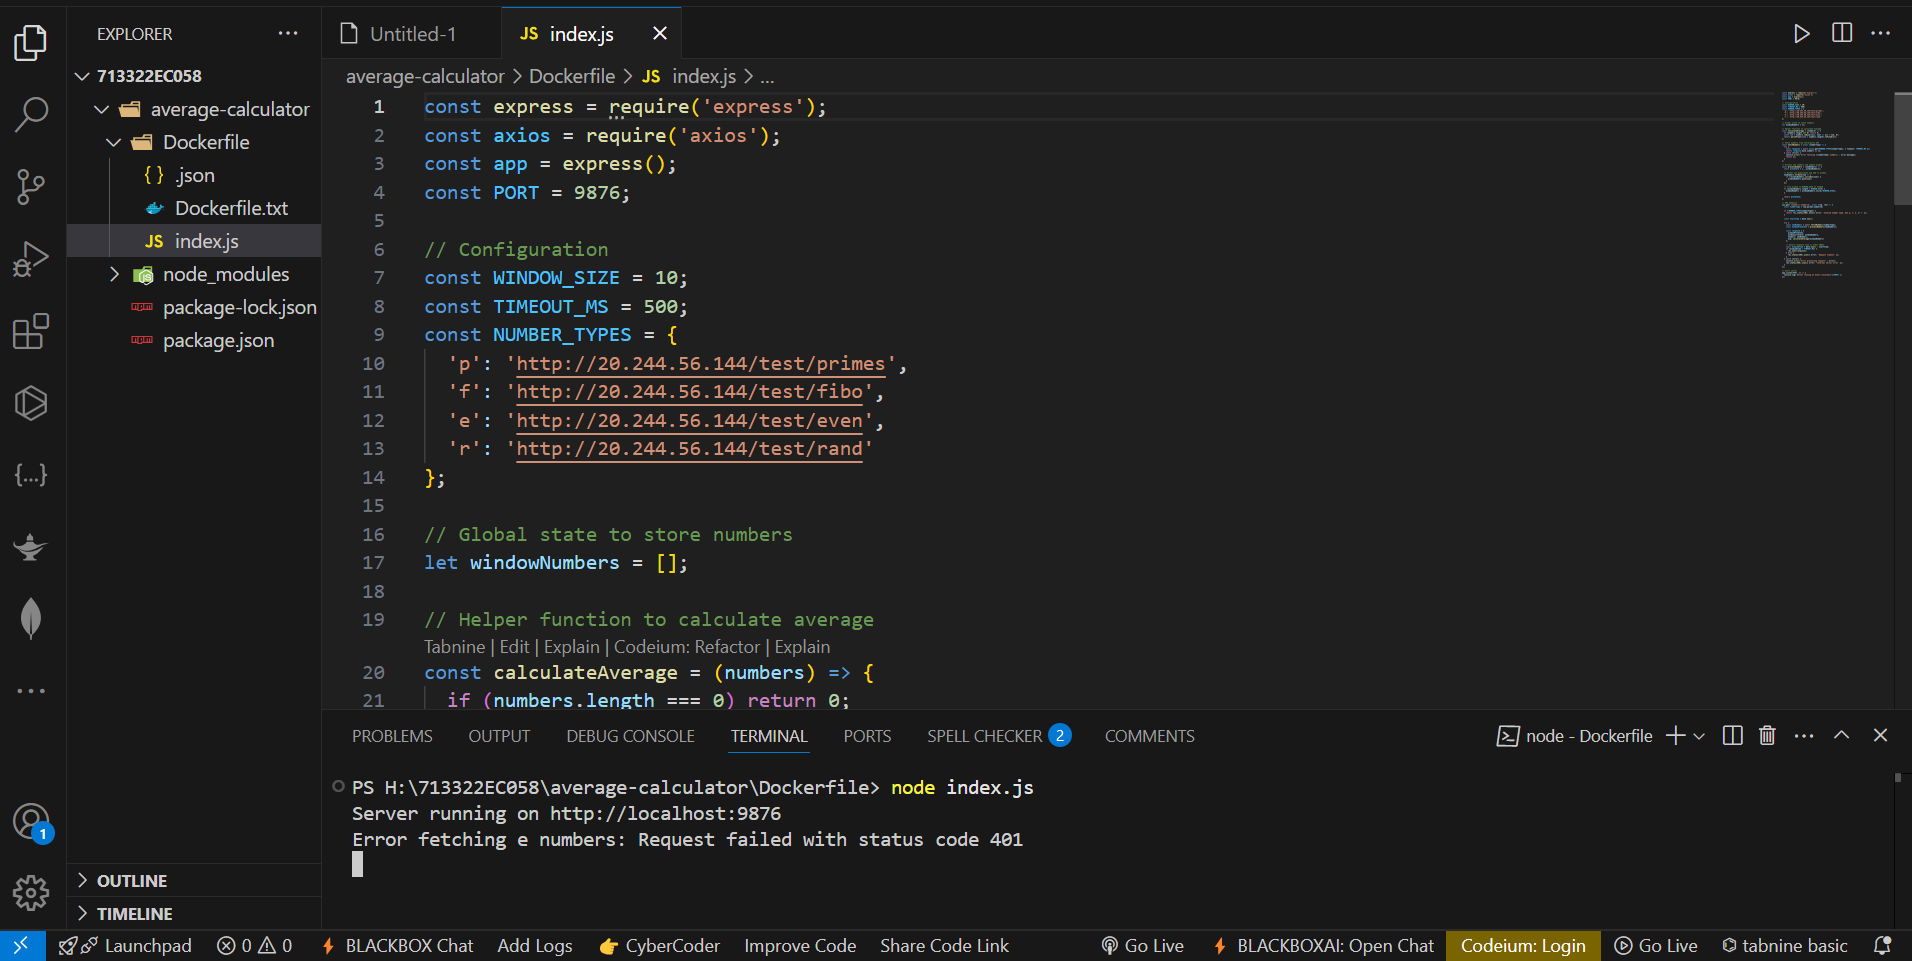 EXPLORER
713322EC058
average-calculator
Dockerfile
{ } .json
Dockerfile.txt
JS index.js
node_modules
package-lock.json
package.json
OUTLINE
TIMELINE
Untitled-1
JS index.js
average-calculator > Dockerfile > JS index.js > ...
1 const express = require('express');
2 const axios = require('axios');
3 const app = express();
4 const PORT = 9876;
5
6 // Configuration
7 const WINDOW_SIZE = 10;
8 const TIMEOUT_MS = 500;
9 const NUMBER_TYPES = {
10 'p': 'http://20.244.56.144/test/primes',
11 'f': 'http://20.244.56.144/test/fibo',
12 'e': 'http://20.244.56.144/test/even',
13 'r': 'http://20.244.56.144/test/rand'
14 };
15
16 // Global state to store numbers
17 let windowNumbers = [];
18
19 // Helper function to calculate average
Tabnine | Edit | Explain | Codeium: Refactor | Explain
20 const calculateAverage = (numbers) => {
21 if (numbers.length === 0) return 0;
PROBLEMS OUTPUT DEBUG CONSOLE TERMINAL PORTS SPELL CHECKER 2 COMMENTS
node - Dockerfile
PS H:\713322EC058\average-calculator\Dockerfile> node index.js
Server running on http://localhost:9876
Error fetching e numbers: Request failed with status code 401
1
Launchpad 0 0 BLACKBOX Chat Add Logs CyberCoder Improve Code Share Code Link Go Live BLACKBOXAI: Open Chat Codeium: Login Go Live tabnine basic